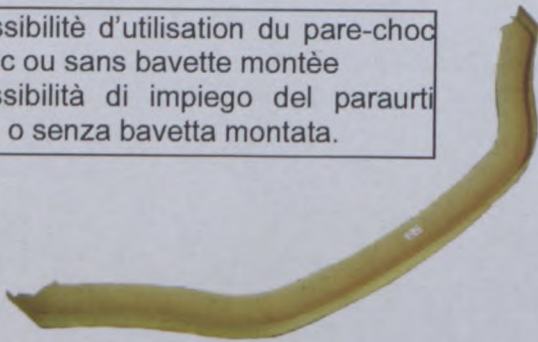 ssibilitè d'utilisation du pare-choc
c ou sans bavette montèe
ssibilità di impiego del paraurti
o senza bavetta montata.